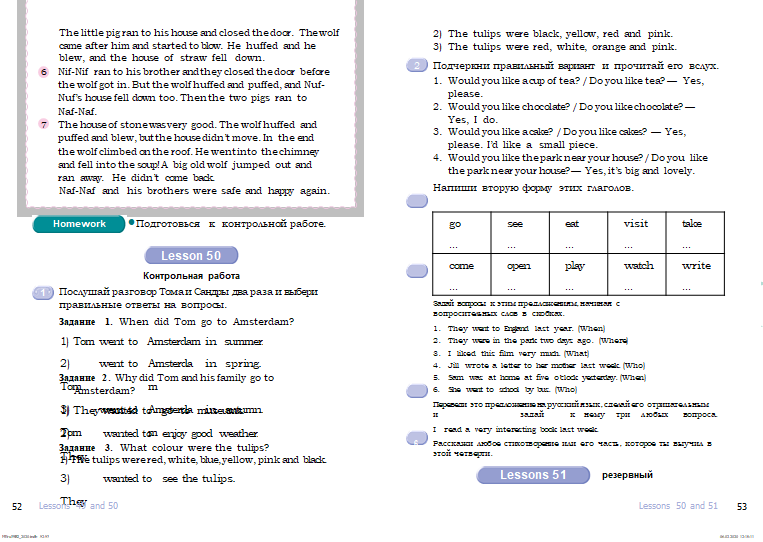 The little pig ran to his house and closed the door. The wolf
came after him and started to blow. He huffed and he
blew, and the house of straw fell down.
6 Nif-Nif ran to his brother and they closed the door before
the wolf got in. But the wolf huffed and puffed, and Nuf-
Nuf's house fell down too. Then the two pigs ran to
Naf-Naf.
7 The house of stone was very good. The wolf huffed and
puffed and blew, but the house didn't move. In the end
the wolf climbed on the roof. He went into the chimney
and fell into the soup! A big old wolf jumped out and
ran away. He didn't come back.
Naf-Naf and his brothers were safe and happy again.
Homework Подготовься к контрольной работе.
Lesson 50
Контрольная работа
1 Послушай разговор Тома и Сандры два раза и выбери
правильные ответы на вопросы.
Задание 1. When did Tom go to Amsterdam?
1) Tom went to Amsterdam in summer.
2) went to Amsterda in spring.
Задание 2. Why did Tom and his family go to
Tom m
Amsterdam?
Tom m
2) wanted to enjoy good weather.
Задание 3. What colour were the tulips?
They
1) The tulips were red, white, blue, yellow, pink and black.
3) wanted to see the tulips.
They
52 Lessons 49 and 50
2) The tulips were black, yellow, red and pink.
3) The tulips were red, white, orange and pink.
2 Подчеркни правильный вариант и прочитай его вслух.
1. Would you like a cup of tea? / Do you like tea? — Yes,
please.
2. Would you like chocolate? / Do you like chocolate? —
Yes, I do.
3. Would you like a cake? / Do you like cakes? — Yes,
please. I'd like a small piece.
4. Would you like the park near your house? / Do you like
the park near your house? — Yes, it's big and lovely.
Напиши вторую форму этих глаголов.
go see eat visit take
... ... ... ... ...
come open play watch write
... ... ... ... ...
Задай вопросы к этим предложениям, начиная с
вопросительных слов в скобках.
1. They went to England last year. (When)
2. They were in the park two days ago. (Where)
3. I liked this film very much. (What)
4. Jill wrote a letter to her mother last week. (Who)
5. Sam was at home at five o'clock yesterday. (When)
6. She went to school by bus. (Who)
Переведи это предложение на русский язык, сделай его отрицательным
и задай к нему три любых вопроса.
I read a very interesting book last week.
Расскажи любое стихотворение или его часть, которое ты выучил в
этой четверти.
Lessons 51 резервный
Lessons 50 and 51 53